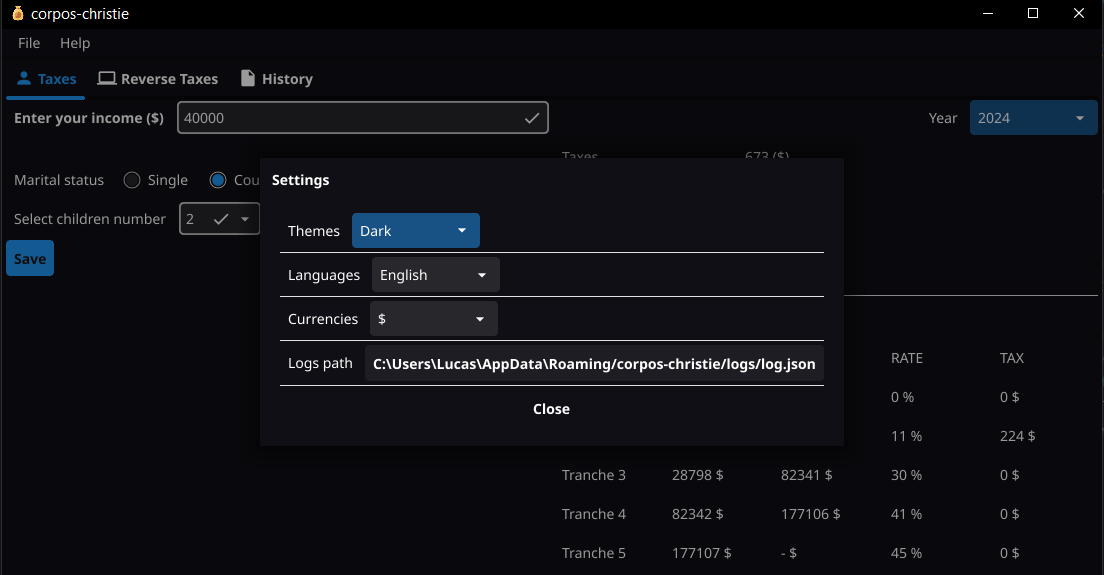 corpos-christie
File Help
Taxes Reverse Taxes History
Enter your income ($) 40000 Year 2024
Taxes 673 ($)
Marital status Single Cou
Settings
Select children number 2
Themes Dark
Save
Languages English
Currencies $
Logs path C:\Users\Lucas\AppData\Roaming/corpos-christie/logs/log.json
RATE TAX
0 % 0 $
Close
11 % 224 $
Tranche 3 28798 $ 82341 $ 30 % 0 $
Tranche 4 82342 $ 177106 $ 41 % 0 $
Tranche 5 177107 $ - $ 45 % 0 $